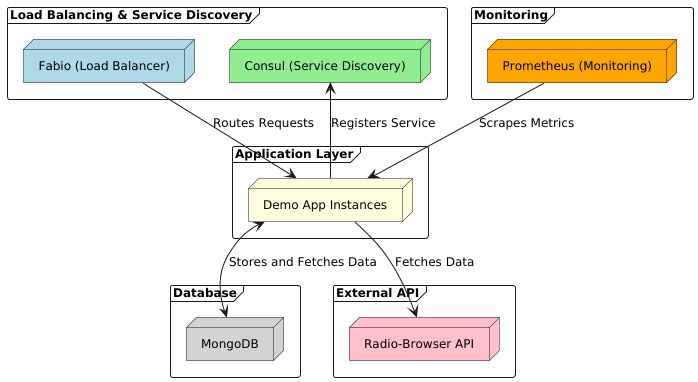 Load Balancing & Service Discovery
Monitoring
Fabio (Load Balancer)
Consul (Service Discovery)
Prometheus (Monitoring)
Routes Requests
Registers Service
Scrapes Metrics
Application Layer
Demo App Instances
Stores and Fetches Data
Fetches Data
Database
External API
MongoDB
Radio-Browser API